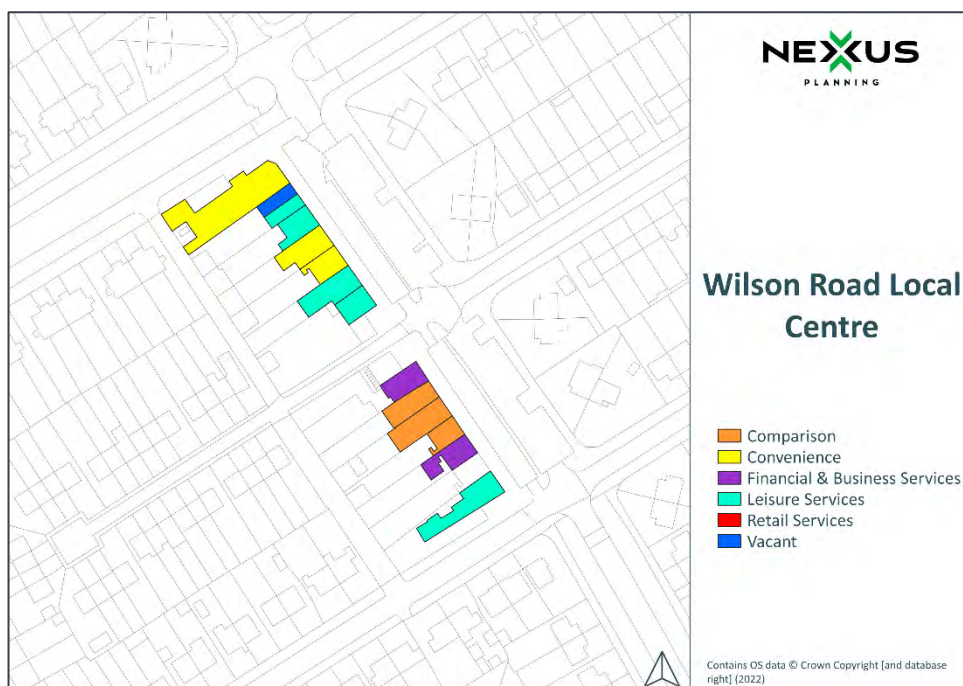 NEXUS
PLANNING
Wilson Road Local
Centre
Comparison
Convenience
Financial & Business Services
Leisure Services
Retail Services
Vacant
Contains OS data © Crown Copyright [and database
right] (2022)